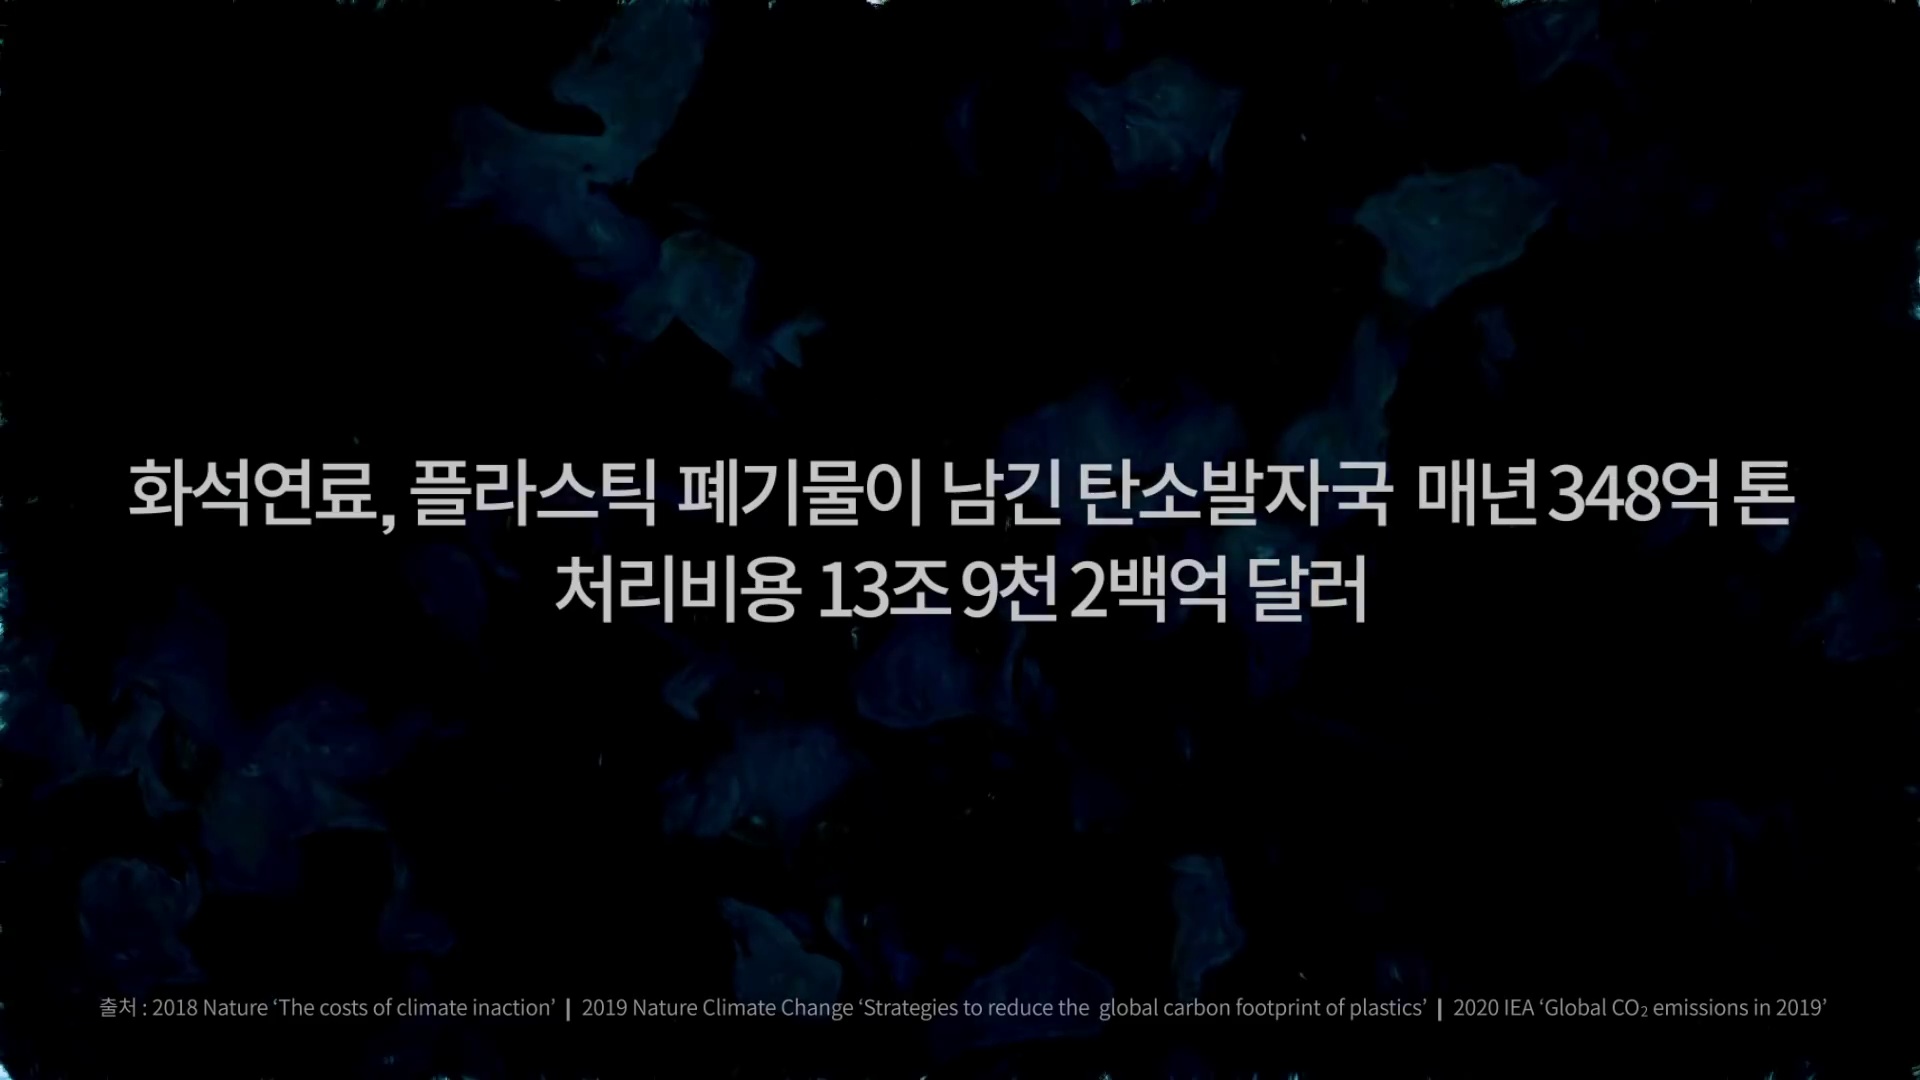 화석연료, 플라스틱 폐기물이 남긴 탄소발자국 매년 348억 톤
처리비용 13조 9천 2백억 달러
출처 : 2018 Nature ‘The costs of climate inaction’ | 2019 Nature Climate Change ‘Strategies to reduce the global carbon footprint of plastics’ | 2020 IEA ‘Global CO₂ emissions in 2019’